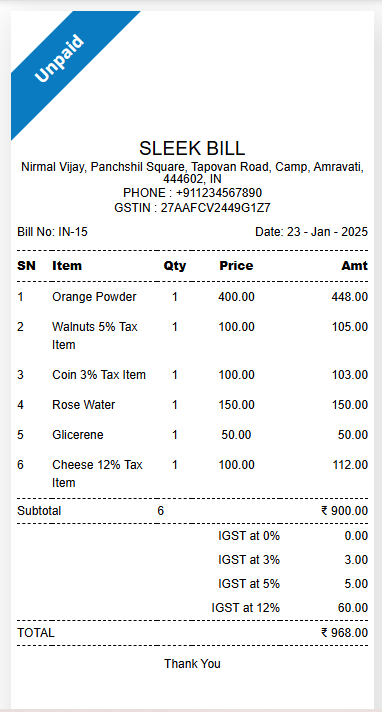 Unpaid
SLEEK BILL
Nirmal Vijay, Panchshil Square, Tapovan Road, Camp, Amravati,
444602, IN
PHONE : +911234567890
GSTIN : 27AAFCV2449G1Z7
Bill No: IN-15 Date: 23 - Jan - 2025
SN Item Qty Price Amt
1 Orange Powder 1 400.00 448.00
2 Walnuts 5% Tax 1 100.00 105.00
Item
3 Coin 3% Tax Item 1 100.00 103.00
4 Rose Water 1 150.00 150.00
5 Glicerene 1 50.00 50.00
6 Cheese 12% Tax 1 100.00 112.00
Item
Subtotal 6 ₹ 900.00
IGST at 0% 0.00
IGST at 3% 3.00
IGST at 5% 5.00
IGST at 12% 60.00
TOTAL ₹ 968.00
Thank You